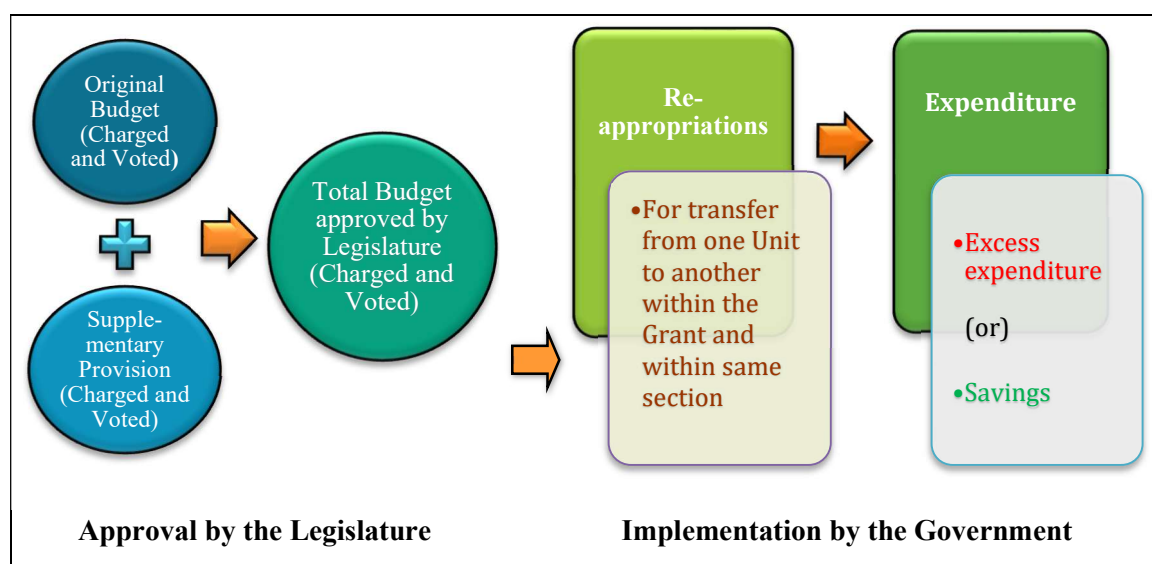 Original
Budget
(Charged
and Voted)
Supple-
mentary
Provision
(Charged and
Voted)
Total Budget
approved by
Legislature
(Charged and
Voted)
Re-
appropriations
•For transfer
from one Unit
to another
within the
Grant and
within same
section
Expenditure
•Excess
expenditure
(or)
•Savings
Approval by the Legislature
Implementation by the Government